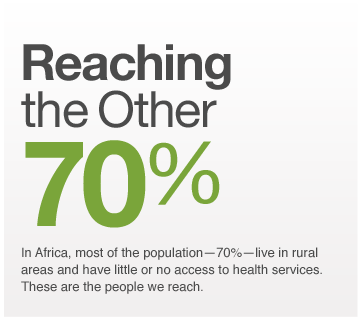 Reaching
the Other
70%
In Africa, most of the population—70%—live in rural
areas and have little or no access to health services.
These are the people we reach.